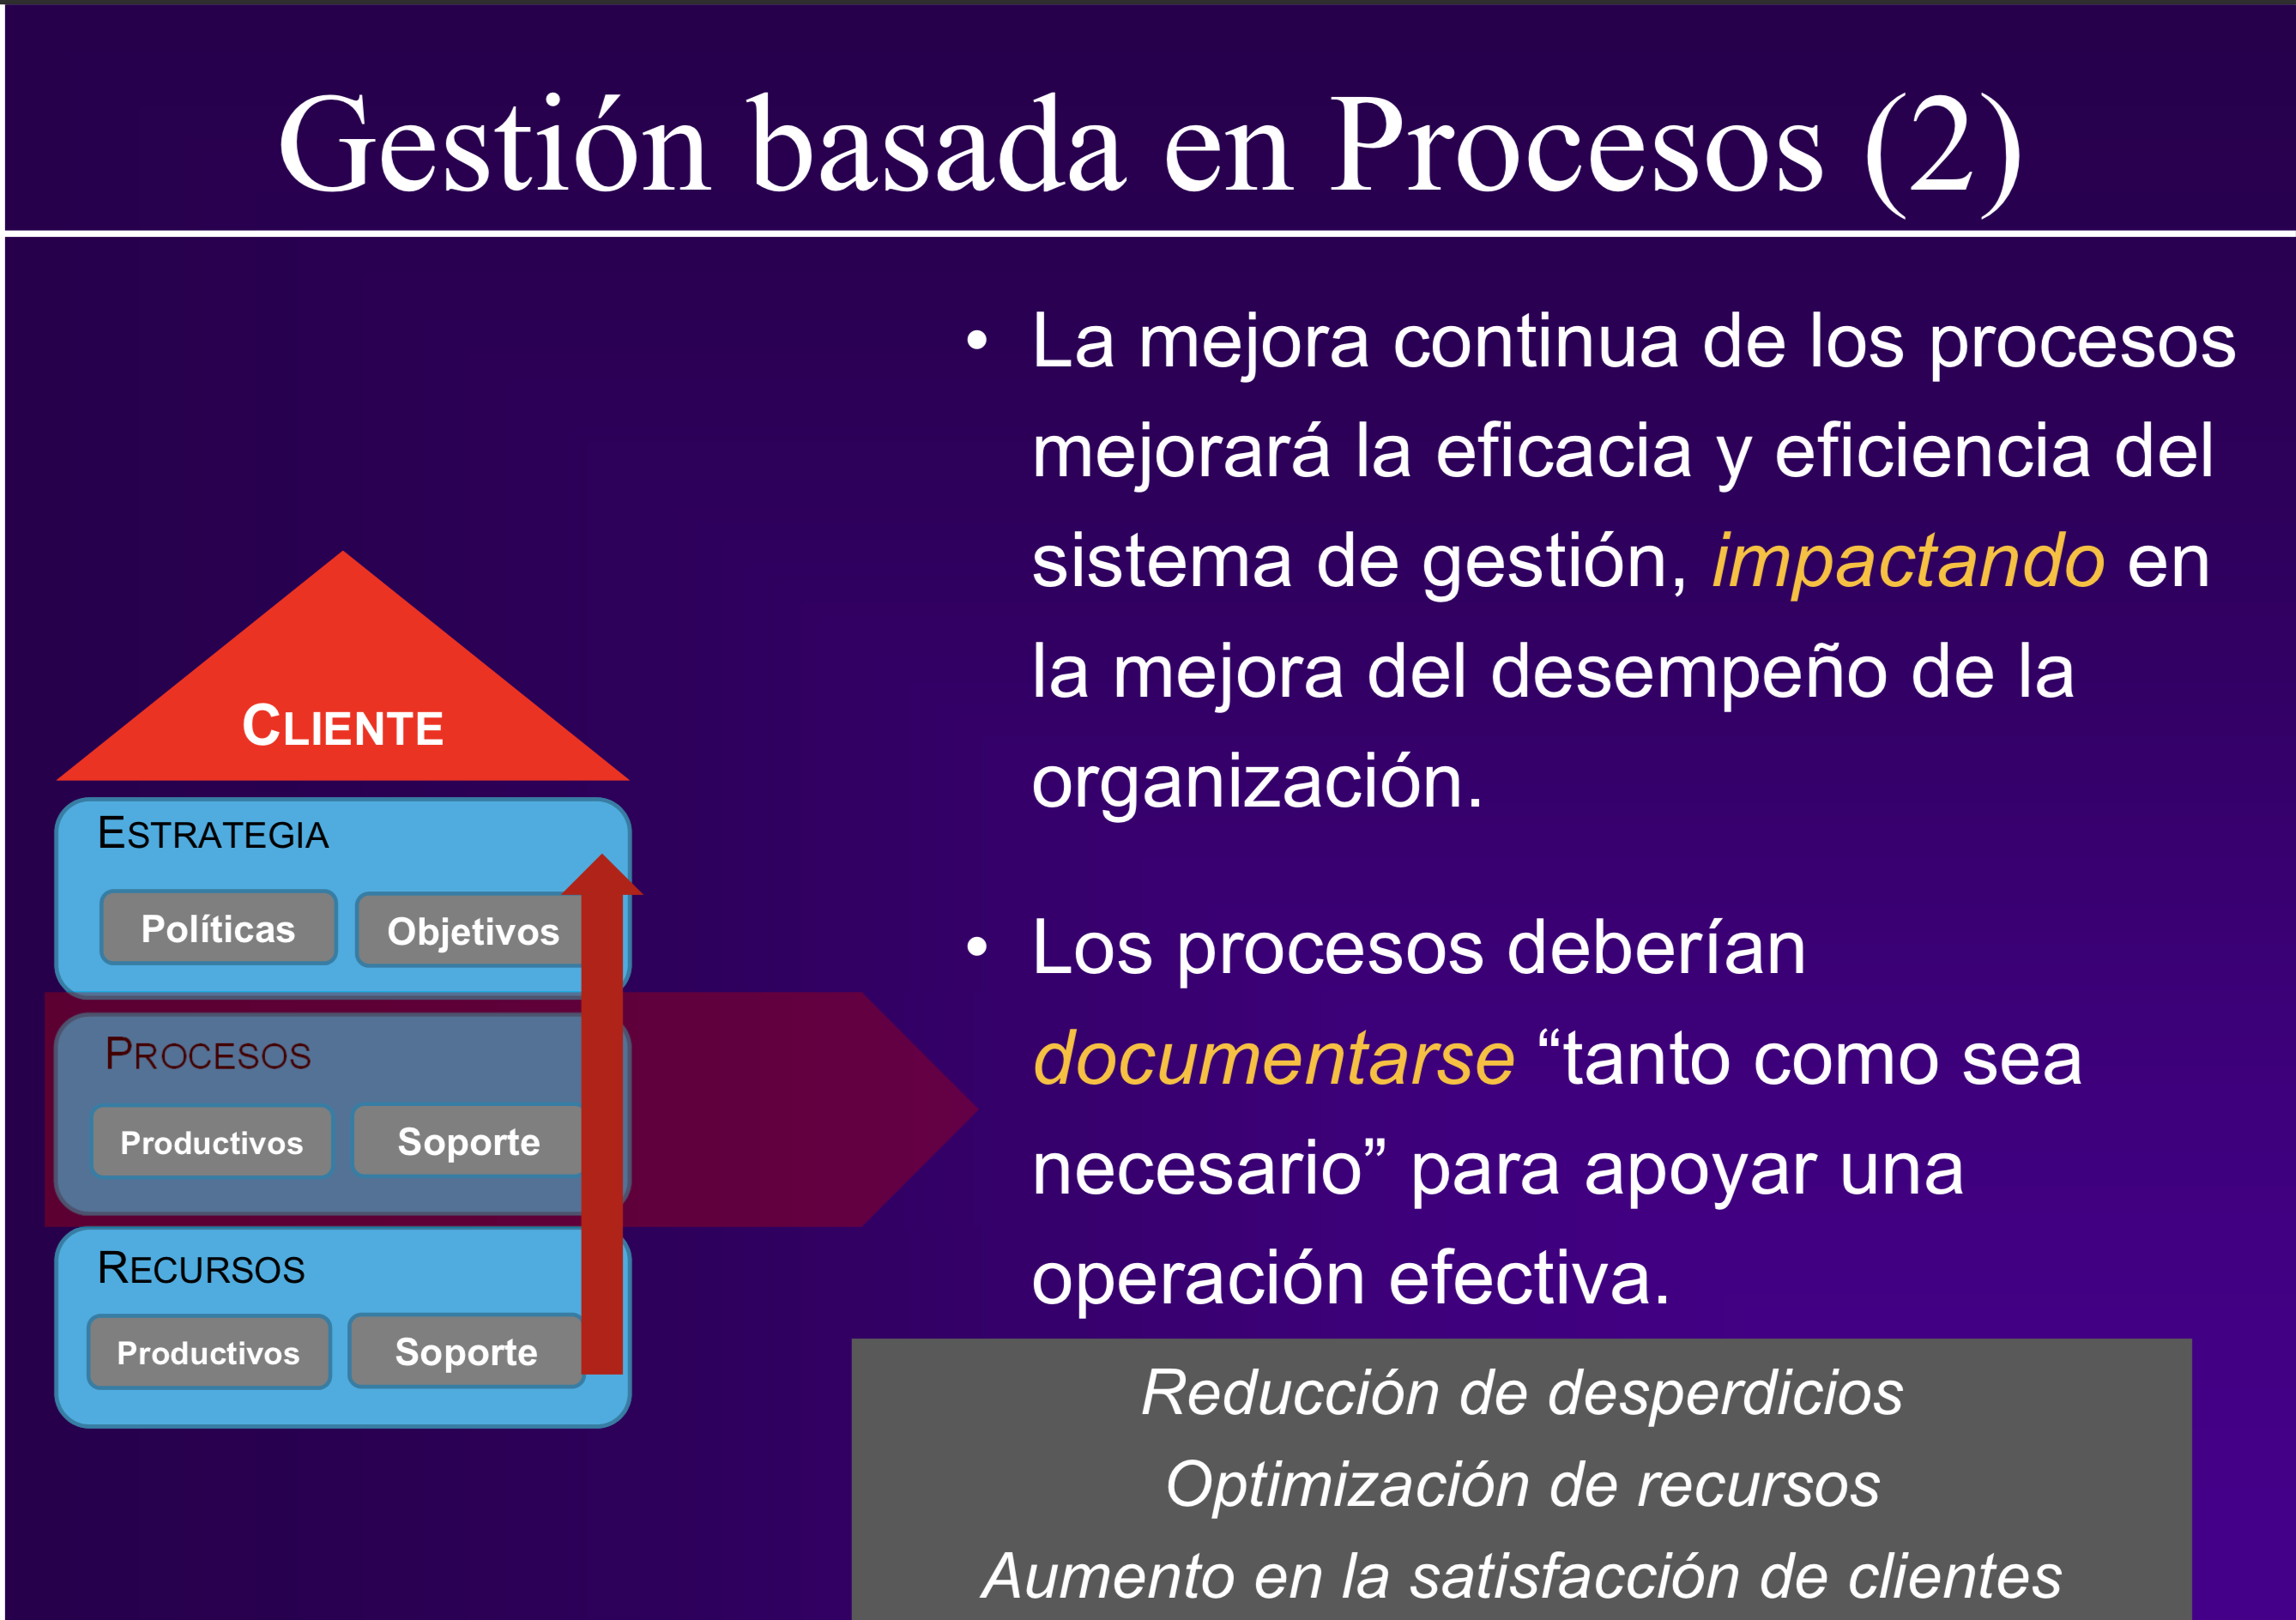 Gestión basada en Procesos (2)
• La mejora continua de los procesos
mejorará la eficacia y eficiencia del
sistema de gestión, impactando en
la mejora del desempeño de la
organización.
• Los procesos deberían
documentarse “tanto como sea
necesario” para apoyar una
operación efectiva.
CLIENTE
ESTRATEGIA
Políticas
Objetivos
PROCESOS
Productivos
Soporte
RECURSOS
Productivos
Soporte
Reducción de desperdicios
Optimización de recursos
Aumento en la satisfacción de clientes